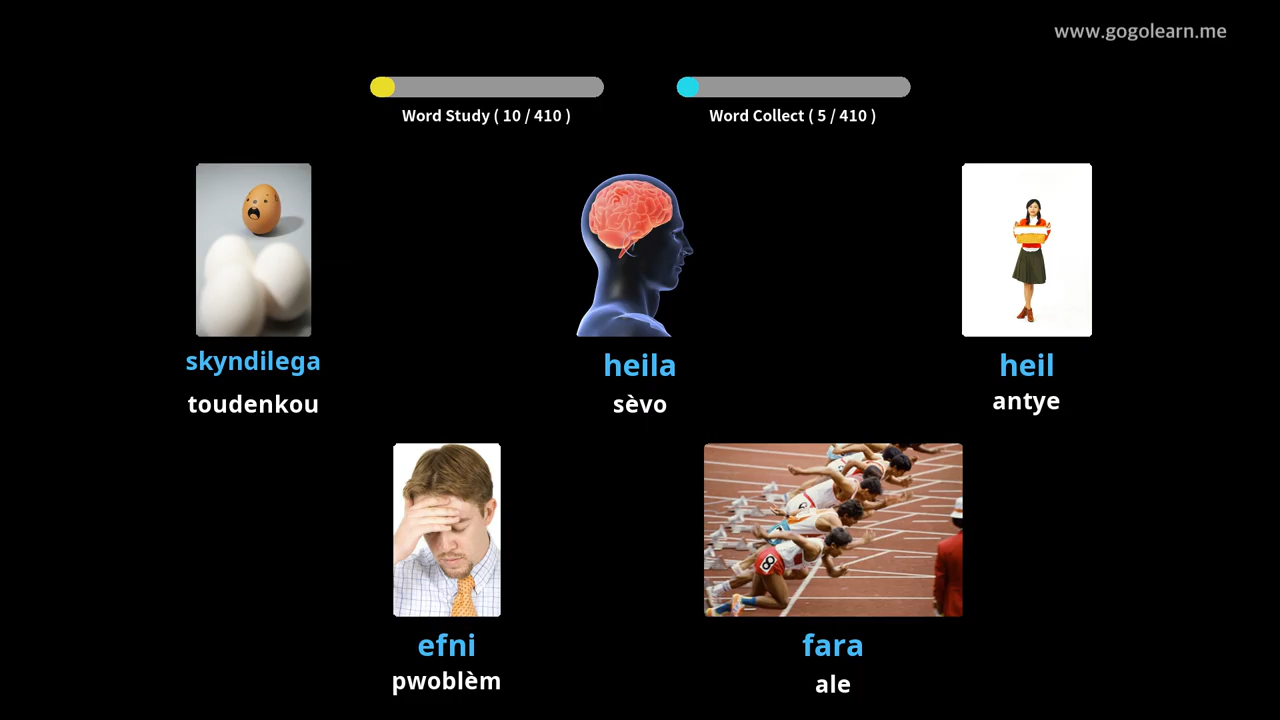 www.gogolearn.me
Word Study ( 10 / 410 )
Word Collect ( 5 / 410 )
skyndilega
toudenkou
heila
sèvo
heil
antye
efni
pwoblèm
fara
ale